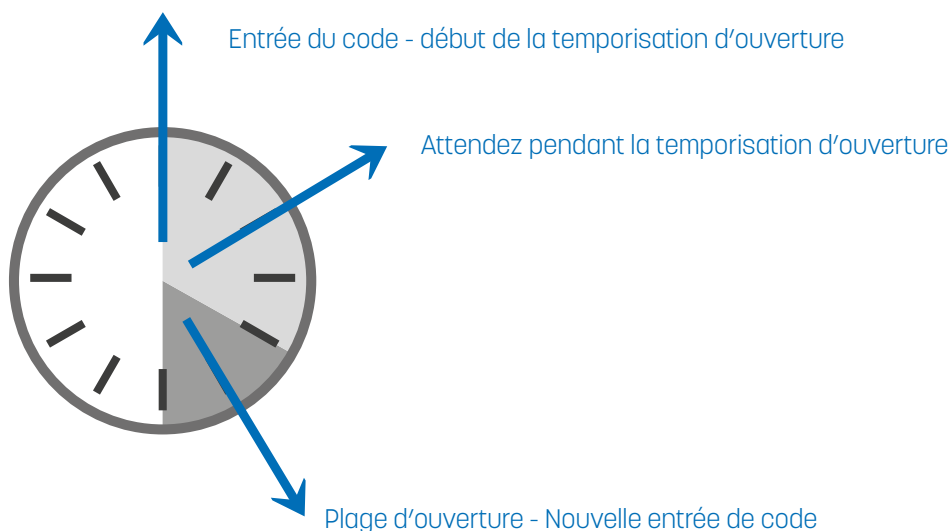 Entrée du code - début de la temporisation d’ouverture
Attendez pendant la temporisation d’ouverture
Plage d’ouverture - Nouvelle entrée de code